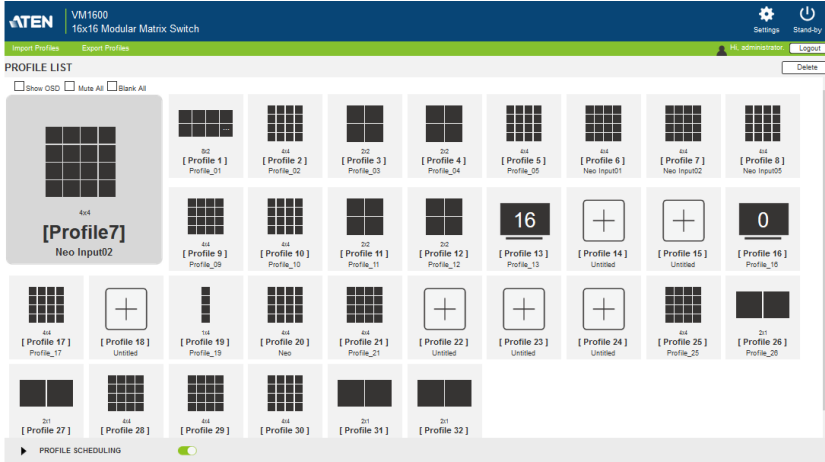 ATEN
VM1600
16x16 Modular Matrix Switch
Settings
Stand-by
Import Profiles Export Profiles
Hi, administrator. Logout
PROFILE LIST
Delete
Show OSD Mute All Blank All
4x4
[Profile7]
Neo Input02
8x2
[ Profile 1 ]
Profile_01
4x4
[ Profile 2 ]
Profile_02
2x2
[ Profile 3 ]
Profile_03
2x2
[ Profile 4 ]
Profile_04
4x4
[ Profile 5 ]
Profile_05
4x4
[ Profile 6 ]
Neo Input01
4x4
[ Profile 7 ]
Neo Input02
4x4
[ Profile 8 ]
Neo Input05
4x4
[ Profile 9 ]
Profile_09
4x4
[ Profile 10 ]
Profile_10
2x2
[ Profile 11 ]
Profile_11
2x2
[ Profile 12 ]
Profile_12
16
[ Profile 13 ]
Profile_13
[ Profile 14 ]
Untitled
[ Profile 15 ]
Untitled
0
[ Profile 16 ]
Profile_16
4x4
[ Profile 17 ]
Profile_17
[ Profile 18 ]
Untitled
1x4
[ Profile 19 ]
Profile_19
4x4
[ Profile 20 ]
Neo
4x4
[ Profile 21 ]
Profile_21
[ Profile 22 ]
Untitled
[ Profile 23 ]
Untitled
[ Profile 24 ]
Untitled
4x4
[ Profile 25 ]
Profile_25
2x1
[ Profile 26 ]
Profile_26
2x1
[ Profile 27 ]
4x4
[ Profile 28 ]
4x4
[ Profile 29 ]
4x4
[ Profile 30 ]
2x1
[ Profile 31 ]
2x1
[ Profile 32 ]
PROFILE SCHEDULING